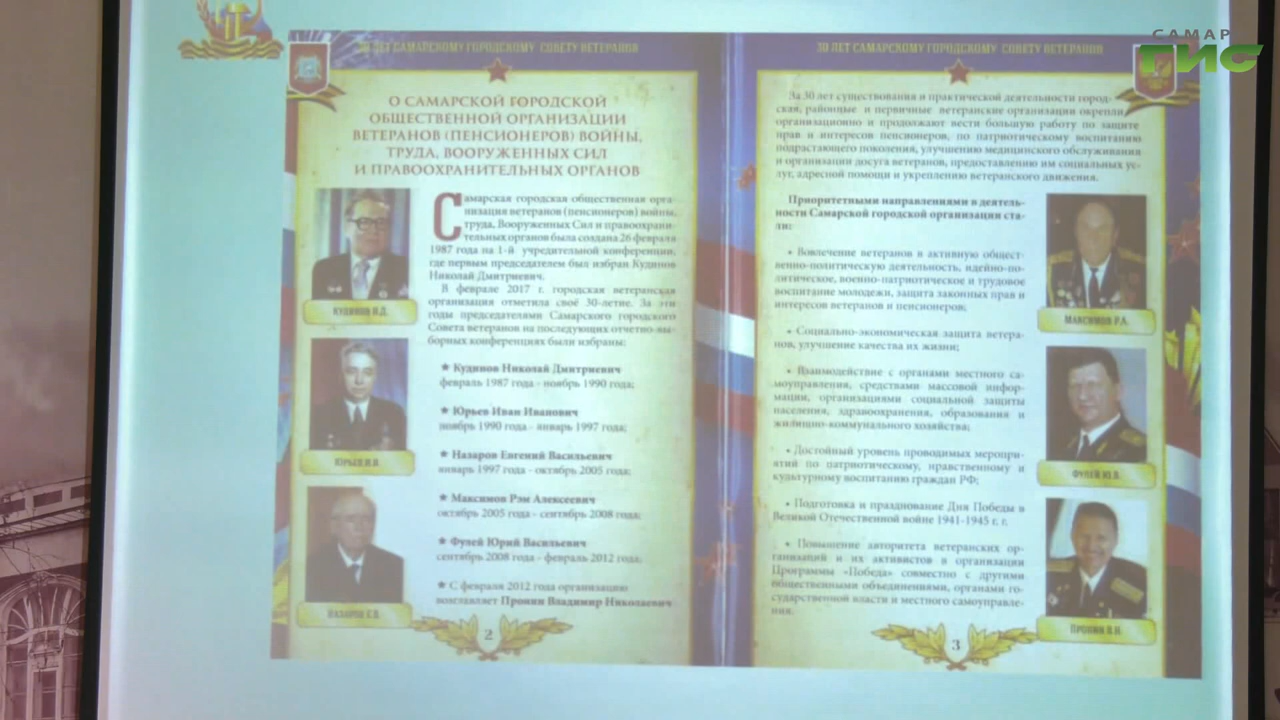 30 ЛЕТ САМАРСКОМУ ГОРОДСКОМУ СОВЕТУ ВЕТЕРАНОВ
О САМАРСКОЙ ГОРОДСКОЙ
ОБЩЕСТВЕННОЙ ОРГАНИЗАЦИИ
ВЕТЕРАНОВ (ПЕНСИОНЕРОВ) ВОЙНЫ,
ТРУДА, ВООРУЖЕННЫХ СИЛ
И ПРАВООХРАНИТЕЛЬНЫХ ОРГАНОВ
Самарская городская общественная орга-
низация ветеранов (пенсионеров) войны,
труда, Вооруженных Сил и правоохрани-
тельных органов была создана 26 февраля
1987 года на 1-й учредительной конференции,
где первым председателем был избран Кудинов
Николай Дмитриевич.
В феврале 2017 г. городская ветеранская
организация отметила своё 30-летие. За эти
годы председателями Самарского городского
Совета ветеранов на последующих отчетно-вы-
борных конференциях были избраны:
★ Кудинов Николай Дмитриевич
февраль 1987 года - ноябрь 1990 года;
★ Юрьев Иван Иванович
ноябрь 1990 года - январь 1997 года;
★ Назаров Евгений Васильевич
январь 1997 года - октябрь 2005 года;
★ Максимов Рэм Алексеевич
октябрь 2005 года - сентябрь 2008 года;
★ Фулей Юрий Васильевич
сентябрь 2008 года - февраль 2012 года;
★ С февраля 2012 года организацию
возглавляет Пронин Владимир Николаевич
КУДИНОВ Н.Д.
ЮРЬЕВ И.И.
НАЗАРОВ Е.В.
2
30 ЛЕТ САМАРСКОМУ ГОРОДСКОМУ СОВЕТУ ВЕТЕРАНОВ
За 30 лет существования и практической деятельности город-
ская, районные и первичные ветеранские организации окрепли
организационно и продолжают вести большую работу по защите
прав и интересов пенсионеров, по патриотическому воспитанию
подрастающего поколения, улучшению медицинского обслуживания
и организации досуга ветеранов, предоставлению им социальных ус-
луг, адресной помощи и укреплению ветеранского движения.
Приоритетными направлениями в деятель-
ности Самарской городской организации ста-
ли:
• Вовлечение ветеранов в активную общест-
венно-политическую деятельность, идейно-по-
литическое, военно-патриотическое и трудовое
воспитание молодежи, защита законных прав и
интересов ветеранов и пенсионеров;
• Социально-экономическая защита ветера-
нов, улучшение качества их жизни;
• Взаимодействие с органами местного са-
моуправления, средствами массовой инфор-
мации, организациями социальной защиты
населения, здравоохранения, образования и
жилищно-коммунального хозяйства;
• Достойный уровень проводимых меропри-
ятий по патриотическому, нравственному и
культурному воспитанию граждан РФ;
• Подготовка и празднование Дня Победы в
Великой Отечественной войне 1941-1945 г. г.
• Повышение авторитета ветеранских ор-
ганизаций и их активистов в организации
Программы «Победа» совместно с другими
общественными объединениями, органами го-
сударственной власти и местного самоуправле-
ния.
МАКСИМОВ Р.А.
ФУЛЕЙ Ю.В.
ПРОНИН В.Н.
3
САМАР
ГИС